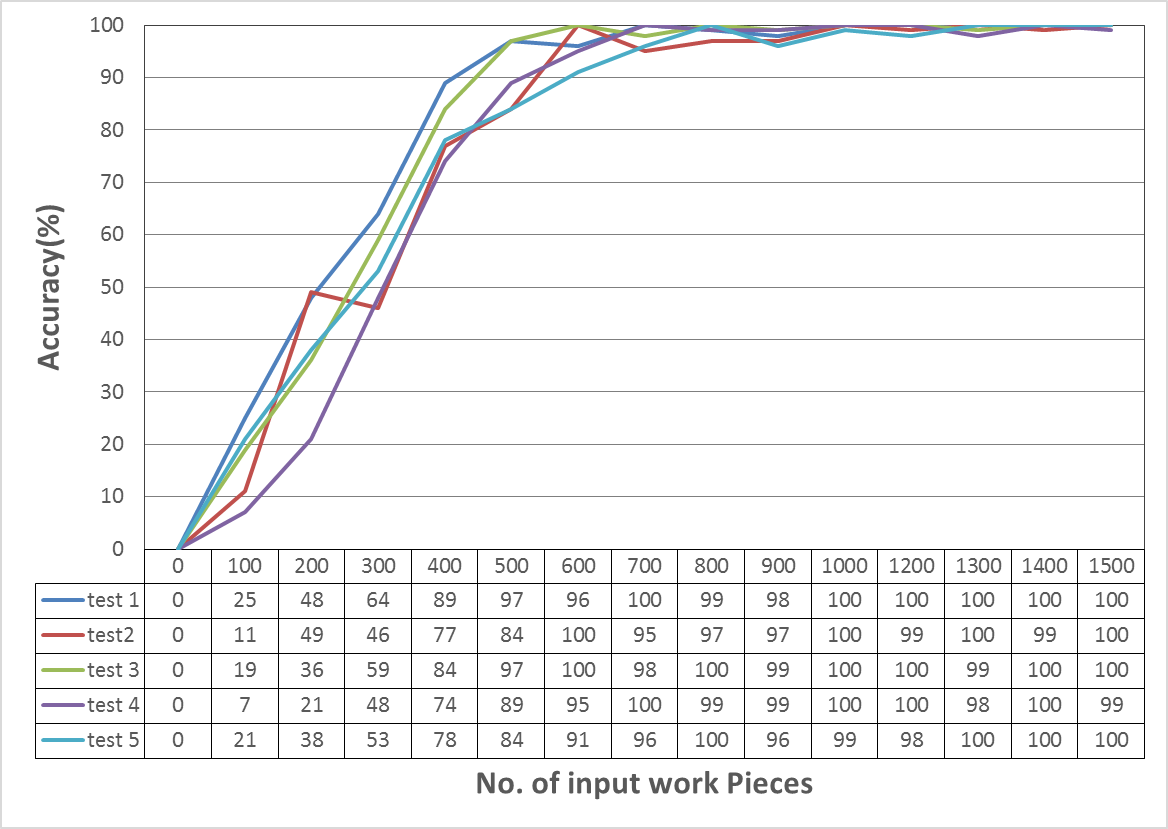 100
90
80
70
60
50
40
30
20
10
0
Accuracy(%)
0 100 200 300 400 500 600 700 800 900 1000 1200 1300 1400 1500
test 1 0 25 48 64 89 97 96 100 99 98 100 100 100 100 100
test2 0 11 49 46 77 84 100 95 97 97 100 99 100 99 100
test 3 0 19 36 59 84 97 100 98 100 99 100 100 99 100 100
test 4 0 7 21 48 74 89 95 100 99 99 100 100 98 100 99
test 5 0 21 38 53 78 84 91 96 100 96 99 98 100 100 100
No. of input work Pieces